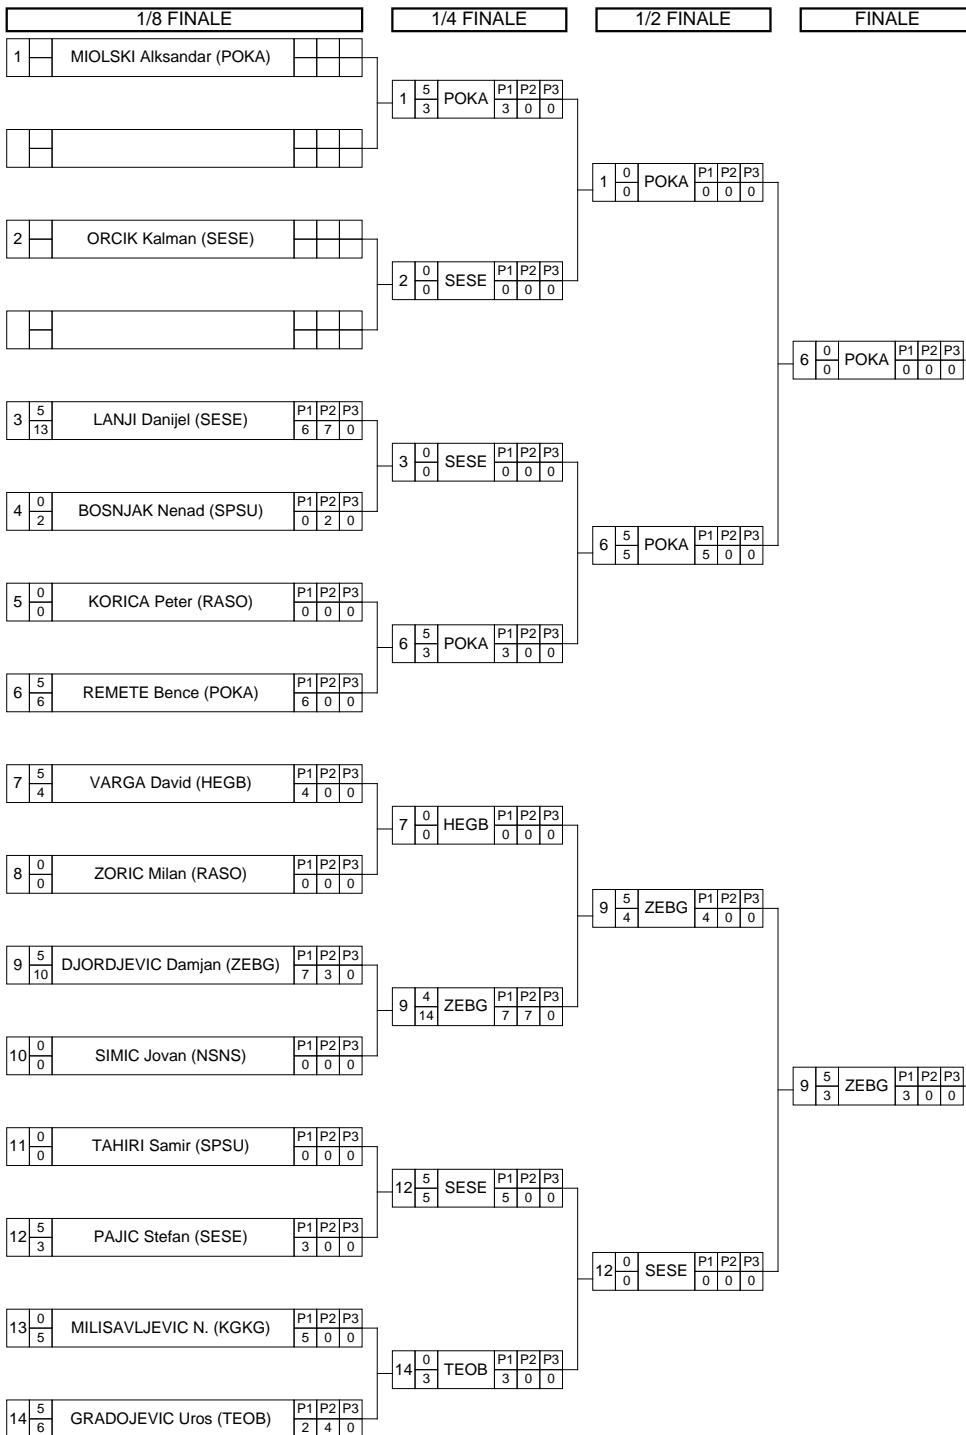 1/8 FINALE 1/4 FINALE 1/2 FINALE FINALE
1 MIOLSKI Alksandar (POKA)
1 5 3 POKA P1 P2 P3 3 0 0
1 0 0 POKA P1 P2 P3 0 0 0
2 ORCIK Kalman (SESE)
2 0 0 SESE P1 P2 P3 0 0 0
6 0 0 POKA P1 P2 P3 0 0 0
3 5 13 LANJI Danijel (SESE) P1 P2 P3 6 7 0
3 0 0 SESE P1 P2 P3 0 0 0
4 0 2 BOSNJAK Nenad (SPSU) P1 P2 P3 0 2 0
6 5 5 POKA P1 P2 P3 5 0 0
5 0 0 KORICA Peter (RASO) P1 P2 P3 0 0 0
6 5 3 POKA P1 P2 P3 3 0 0
6 5 6 REMETE Bence (POKA) P1 P2 P3 6 0 0
7 5 4 VARGA David (HEGB) P1 P2 P3 4 0 0
7 0 0 HEGB P1 P2 P3 0 0 0
8 0 0 ZORIC Milan (RASO) P1 P2 P3 0 0 0
9 5 4 ZEBG P1 P2 P3 4 0 0
9 5 10 DJORDJEVIC Damjan (ZEBG) P1 P2 P3 7 3 0
9 4 14 ZEBG P1 P2 P3 7 7 0
10 0 0 SIMIC Jovan (NSNS) P1 P2 P3 0 0 0
9 5 3 ZEBG P1 P2 P3 3 0 0
11 0 0 TAHIRI Samir (SPSU) P1 P2 P3 0 0 0
12 5 5 SESE P1 P2 P3 5 0 0
12 5 3 PAJIC Stefan (SESE) P1 P2 P3 3 0 0
12 0 0 SESE P1 P2 P3 0 0 0
13 0 5 MILISAVLJEVIC N. (KGKG) P1 P2 P3 5 0 0
14 0 3 TEOB P1 P2 P3 3 0 0
14 5 6 GRADOJEVIC Uros (TEOB) P1 P2 P3 2 4 0